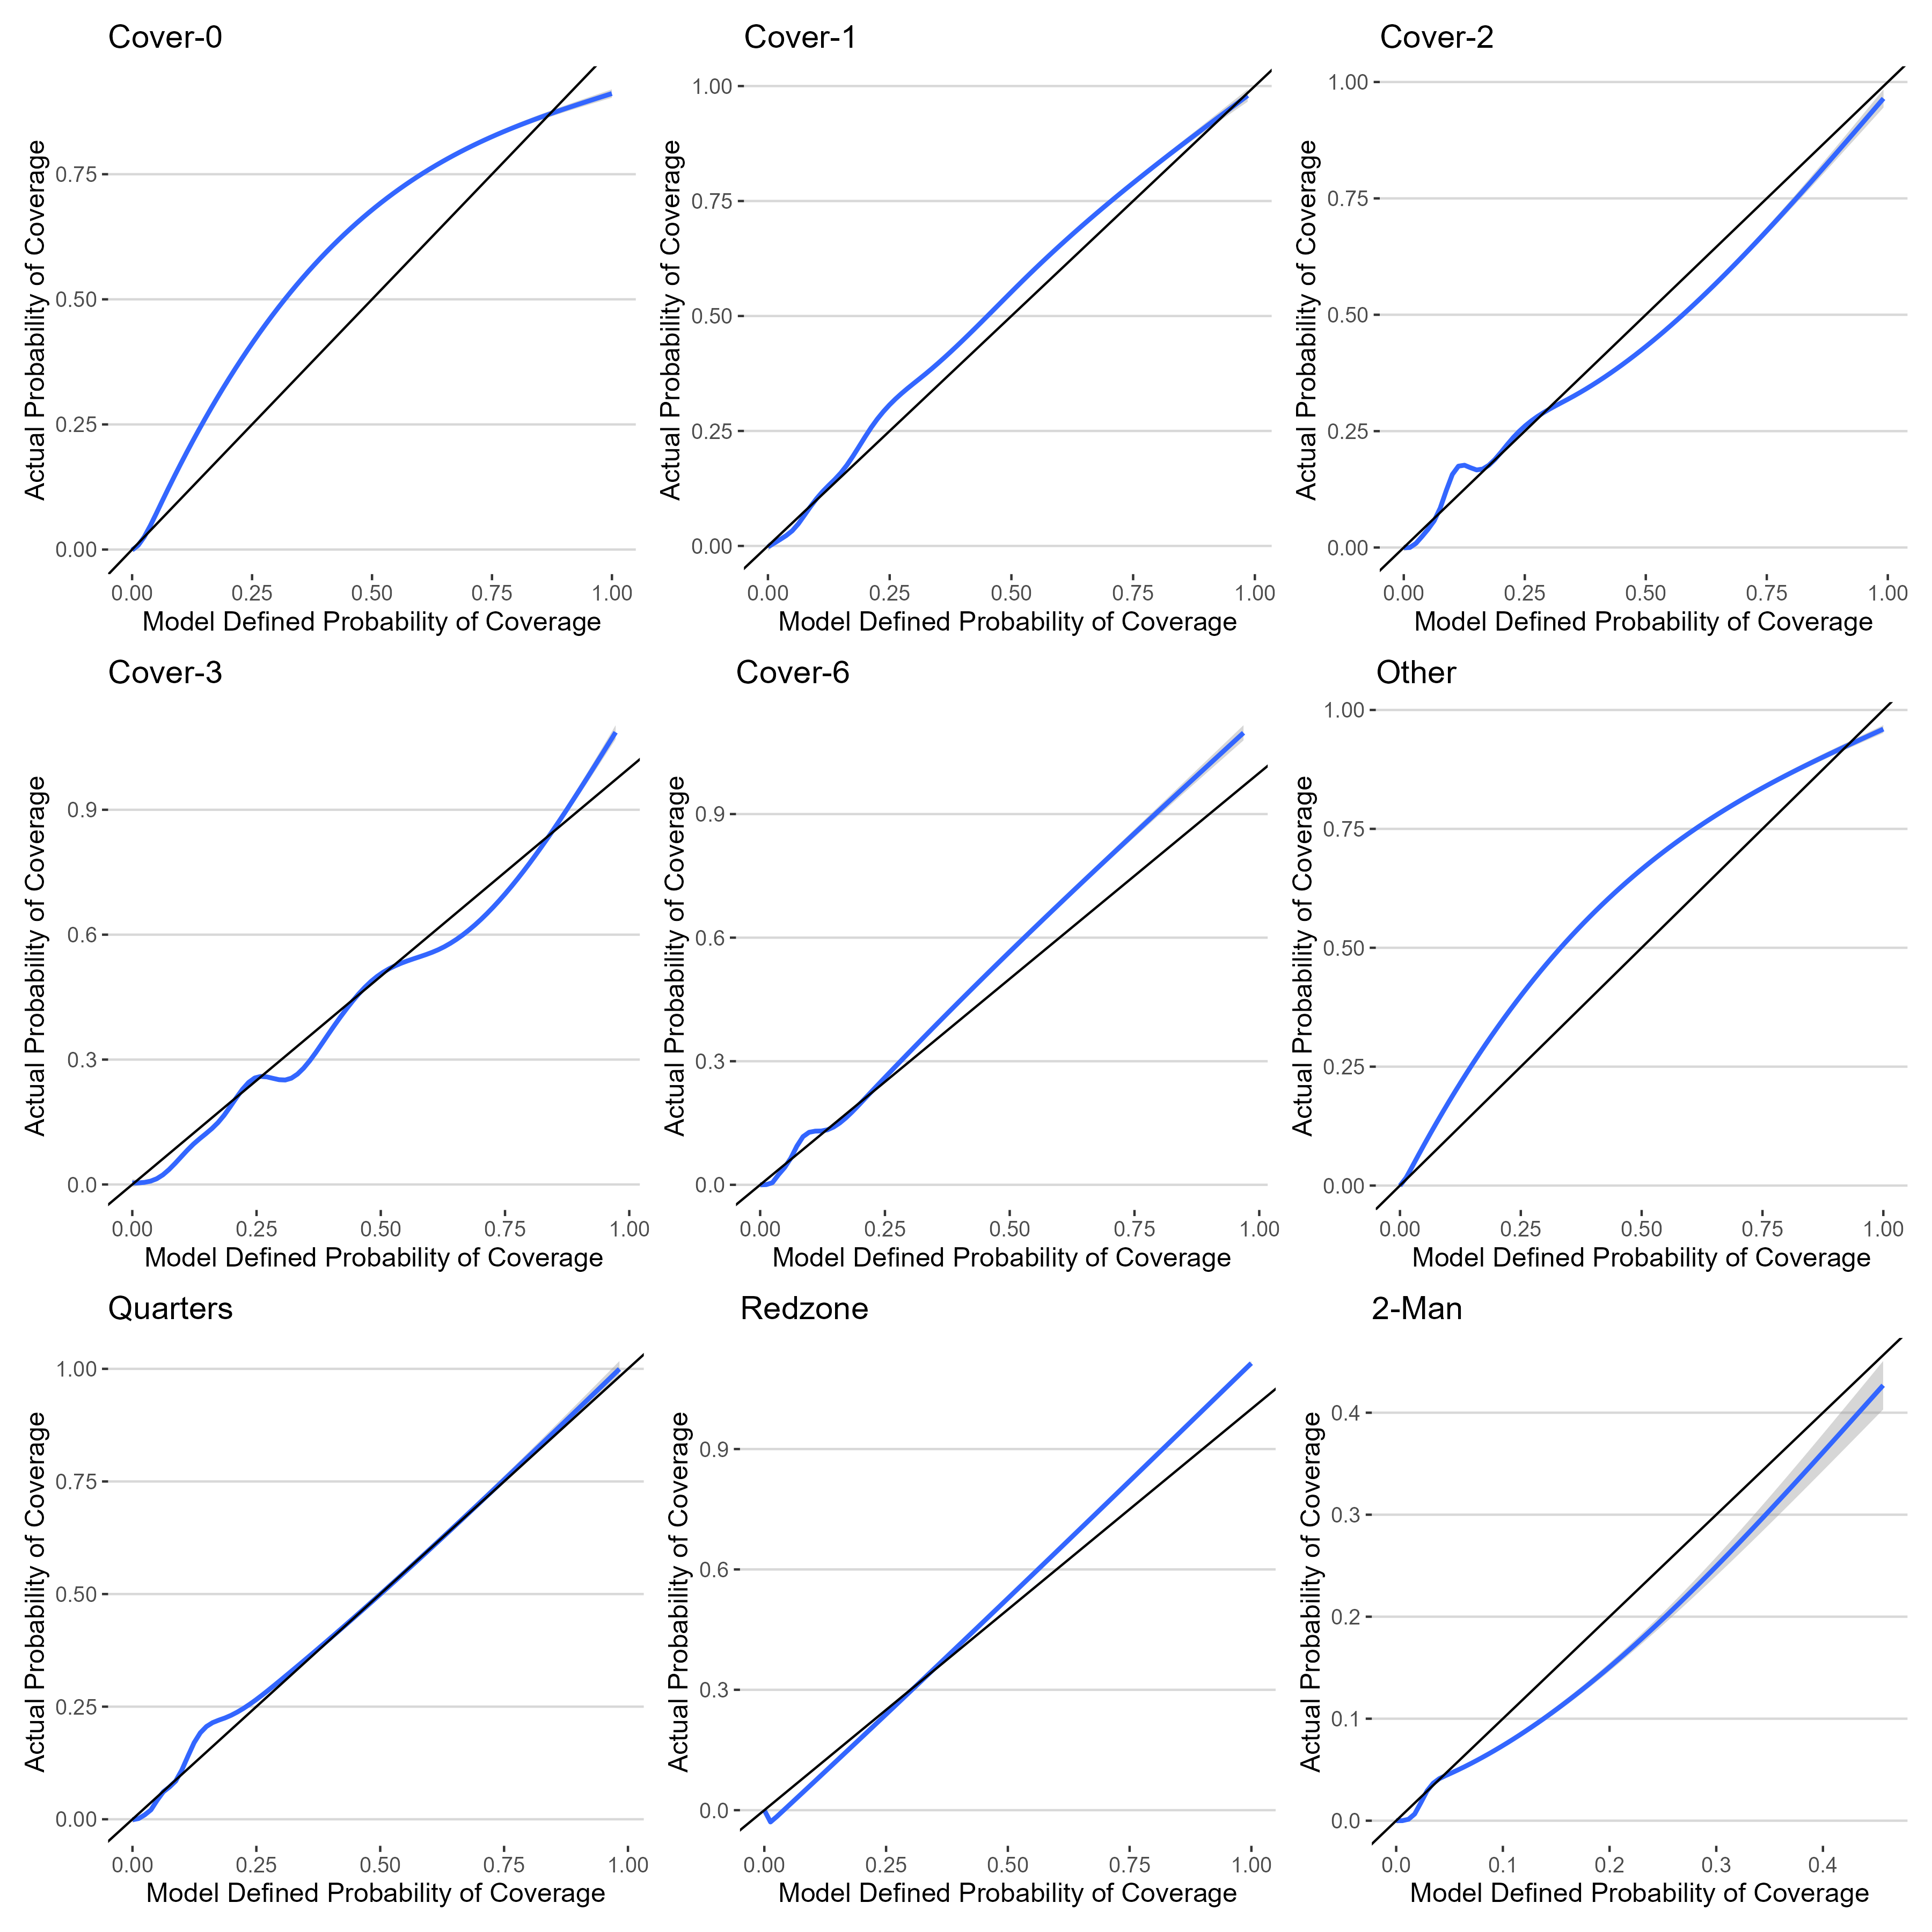 Cover-0
Actual Probability of Coverage
0.75
0.50
0.25
0.00
0.00 0.25 0.50 0.75 1.00
Model Defined Probability of Coverage
Cover-1
Actual Probability of Coverage
1.00
0.75
0.50
0.25
0.00
0.00 0.25 0.50 0.75 1.00
Model Defined Probability of Coverage
Cover-2
Actual Probability of Coverage
1.00
0.75
0.50
0.25
0.00
0.00 0.25 0.50 0.75 1.00
Model Defined Probability of Coverage
Cover-3
Actual Probability of Coverage
0.9
0.6
0.3
0.0
0.00 0.25 0.50 0.75 1.00
Model Defined Probability of Coverage
Cover-6
Actual Probability of Coverage
0.9
0.6
0.3
0.0
0.00 0.25 0.50 0.75 1.00
Model Defined Probability of Coverage
Other
Actual Probability of Coverage
1.00
0.75
0.50
0.25
0.00
0.00 0.25 0.50 0.75 1.00
Model Defined Probability of Coverage
Quarters
Actual Probability of Coverage
1.00
0.75
0.50
0.25
0.00
0.00 0.25 0.50 0.75 1.00
Model Defined Probability of Coverage
Redzone
Actual Probability of Coverage
0.9
0.6
0.3
0.0
0.00 0.25 0.50 0.75 1.00
Model Defined Probability of Coverage
2-Man
Actual Probability of Coverage
0.4
0.3
0.2
0.1
0.0
0.0 0.1 0.2 0.3 0.4
Model Defined Probability of Coverage